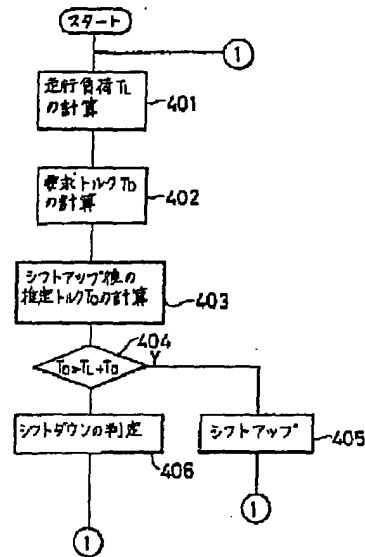 スタート
1
走行負荷TL
の計算
401
要求トルクTD
の計算
402
シフトアップ後の
推定トルクTOの計算
403
404
TO≥TL+TD
Y
シフトダウンの判定
406
シフトアップ
405
1
1